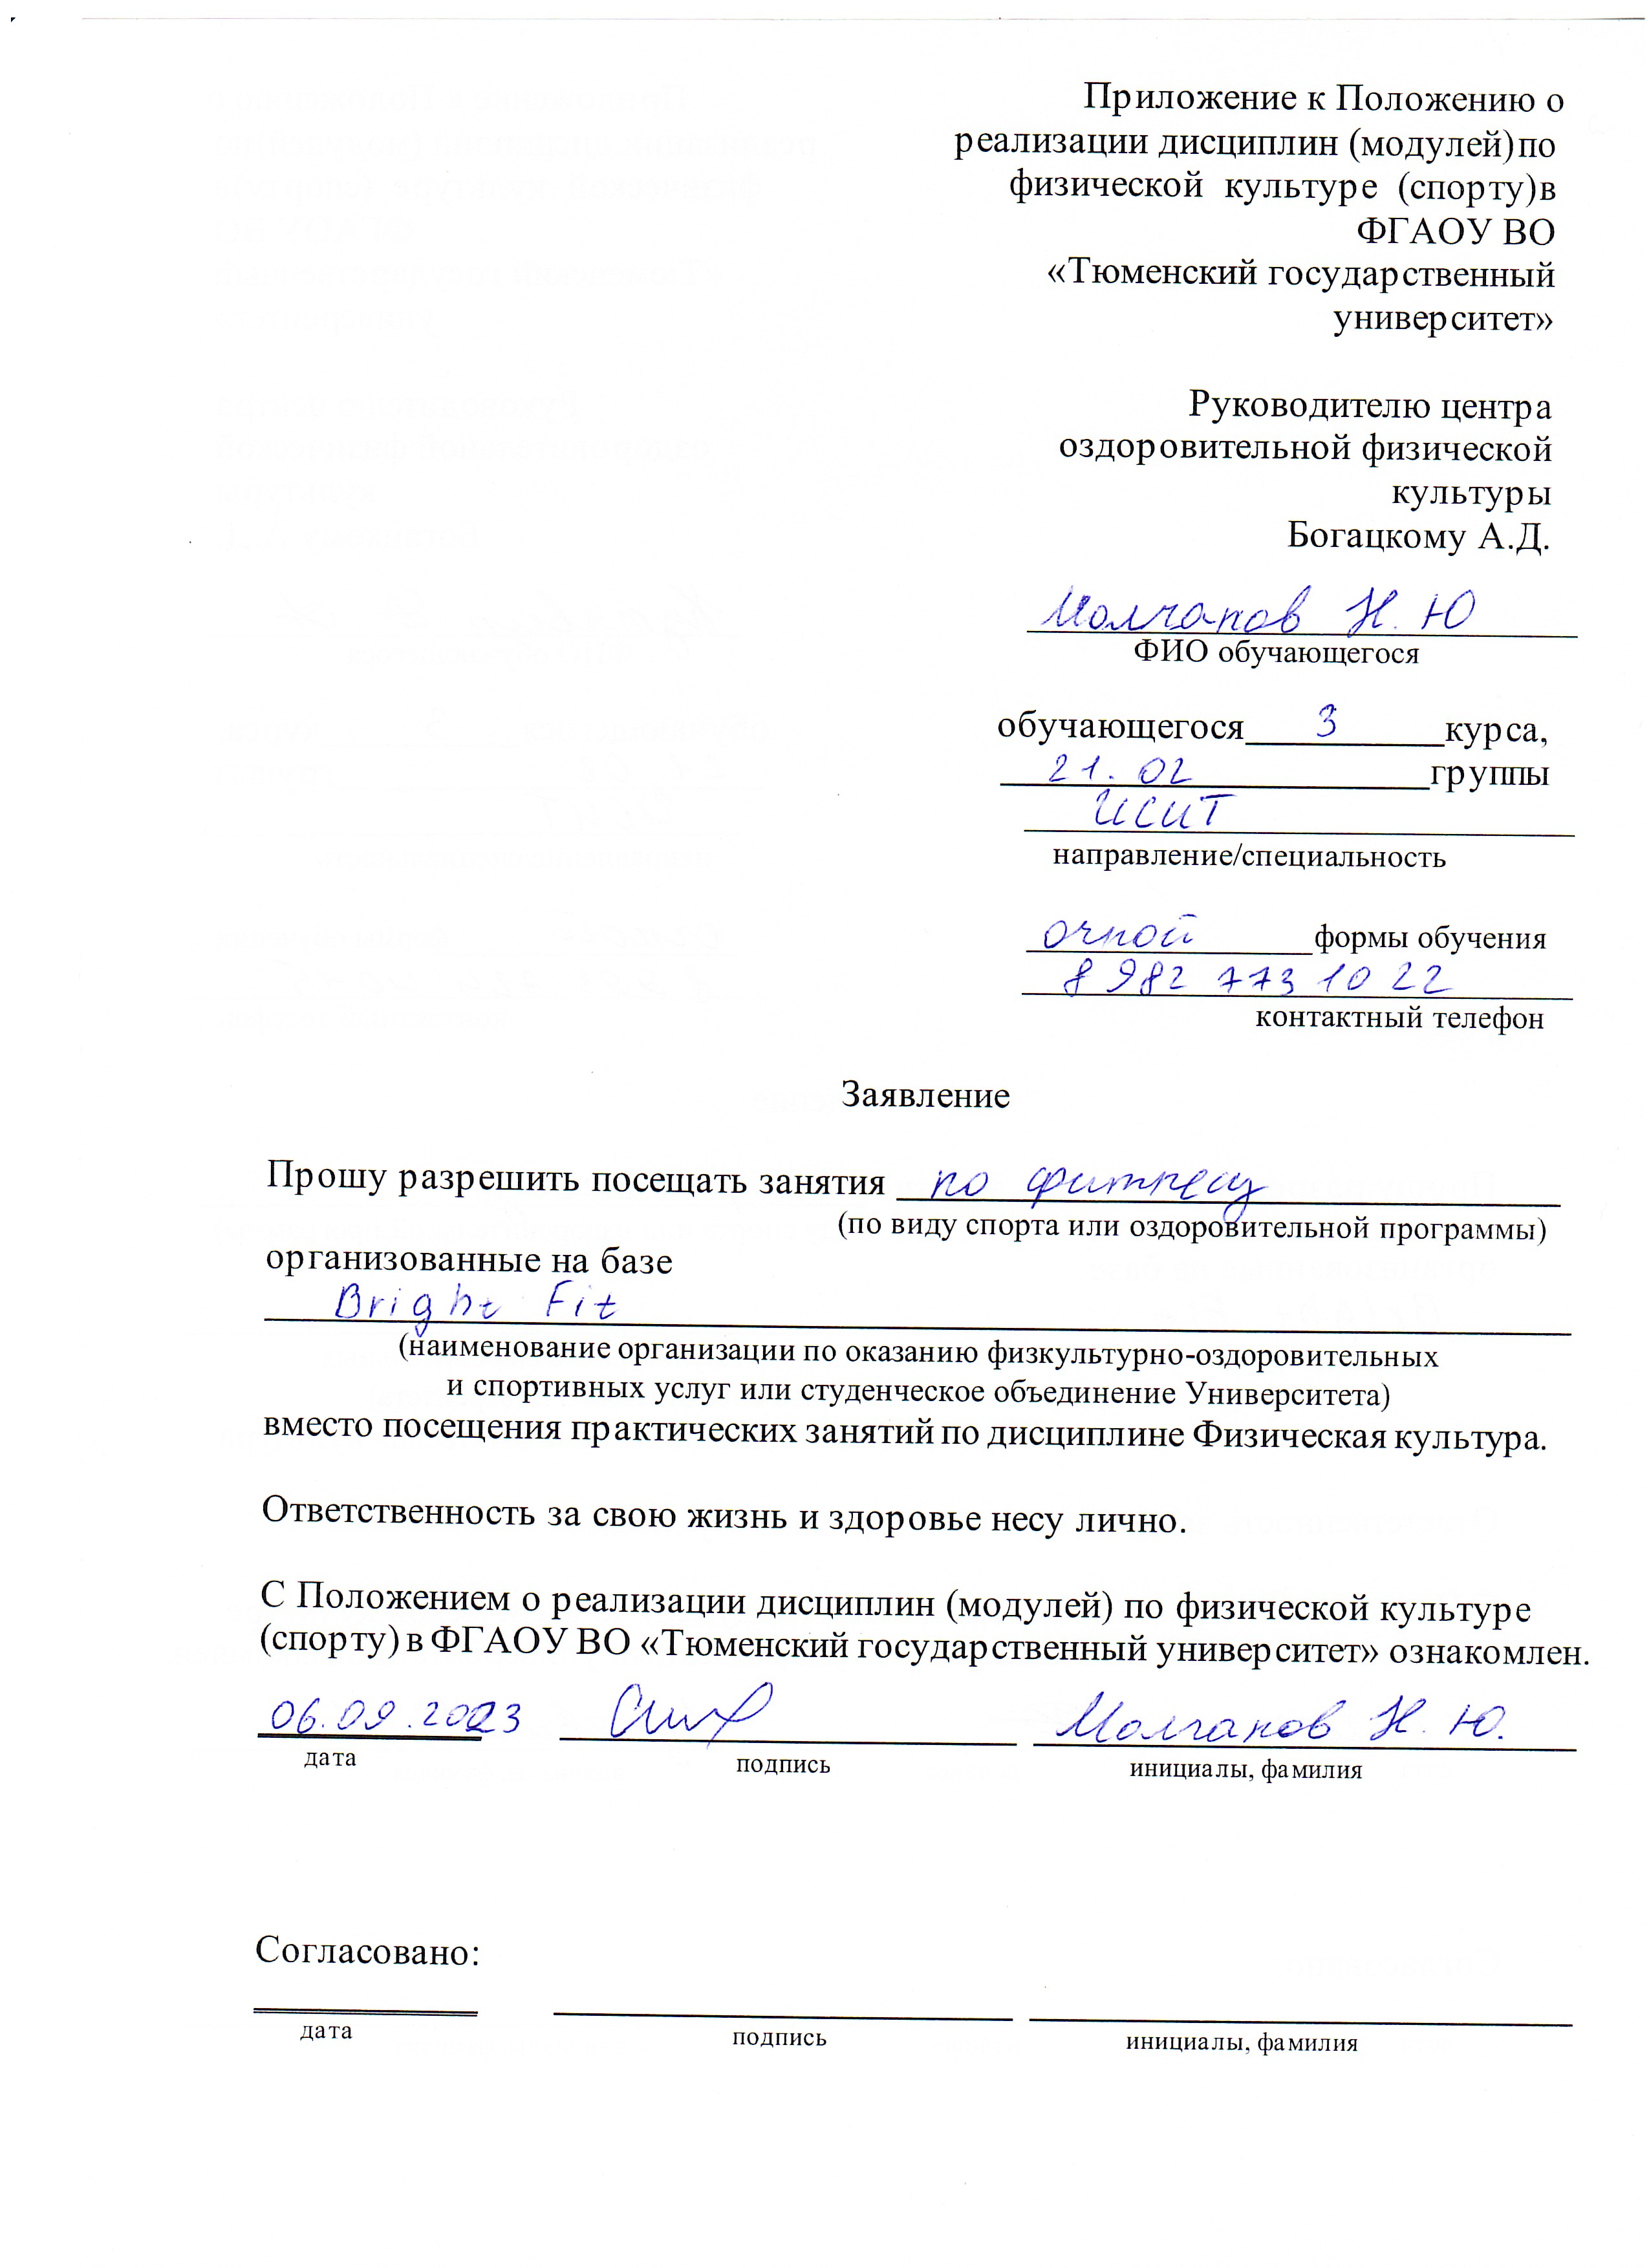 Приложение к Положению о
реализации дисциплин (модулей) по
физической культуре (спорту) в
ФГАОУ ВО
«Тюменский государственный
университет»
Руководителю центра
оздоровительной физической
культуры
Богацкому А.Д.
Молчанов Н. Ю
ФИО обучающегося
обучающегося 3 курса,
21.02 группы
ИСИТ
направление/специальность
очной формы обучения
8 982 773 10 22
контактный телефон
Заявление
Прошу разрешить посещать занятия по фитнесу
(по виду спорта или оздоровительной программы)
организованные на базе
Bright Fit
(наименование организации по оказанию физкультурно-оздоровительных
и спортивных услуг или студенческое объединение Университета)
вместо посещения практических занятий по дисциплине Физическая культура.
Ответственность за свою жизнь и здоровье несу лично.
С Положением о реализации дисциплин (модулей) по физической культуре
(спорту) в ФГАОУ ВО «Тюменский государственный университет» ознакомлен.
06.09.2023 Молчанов Н. Ю.
дата подпись инициалы, фамилия
Согласовано:
дата подпись инициалы, фамилия